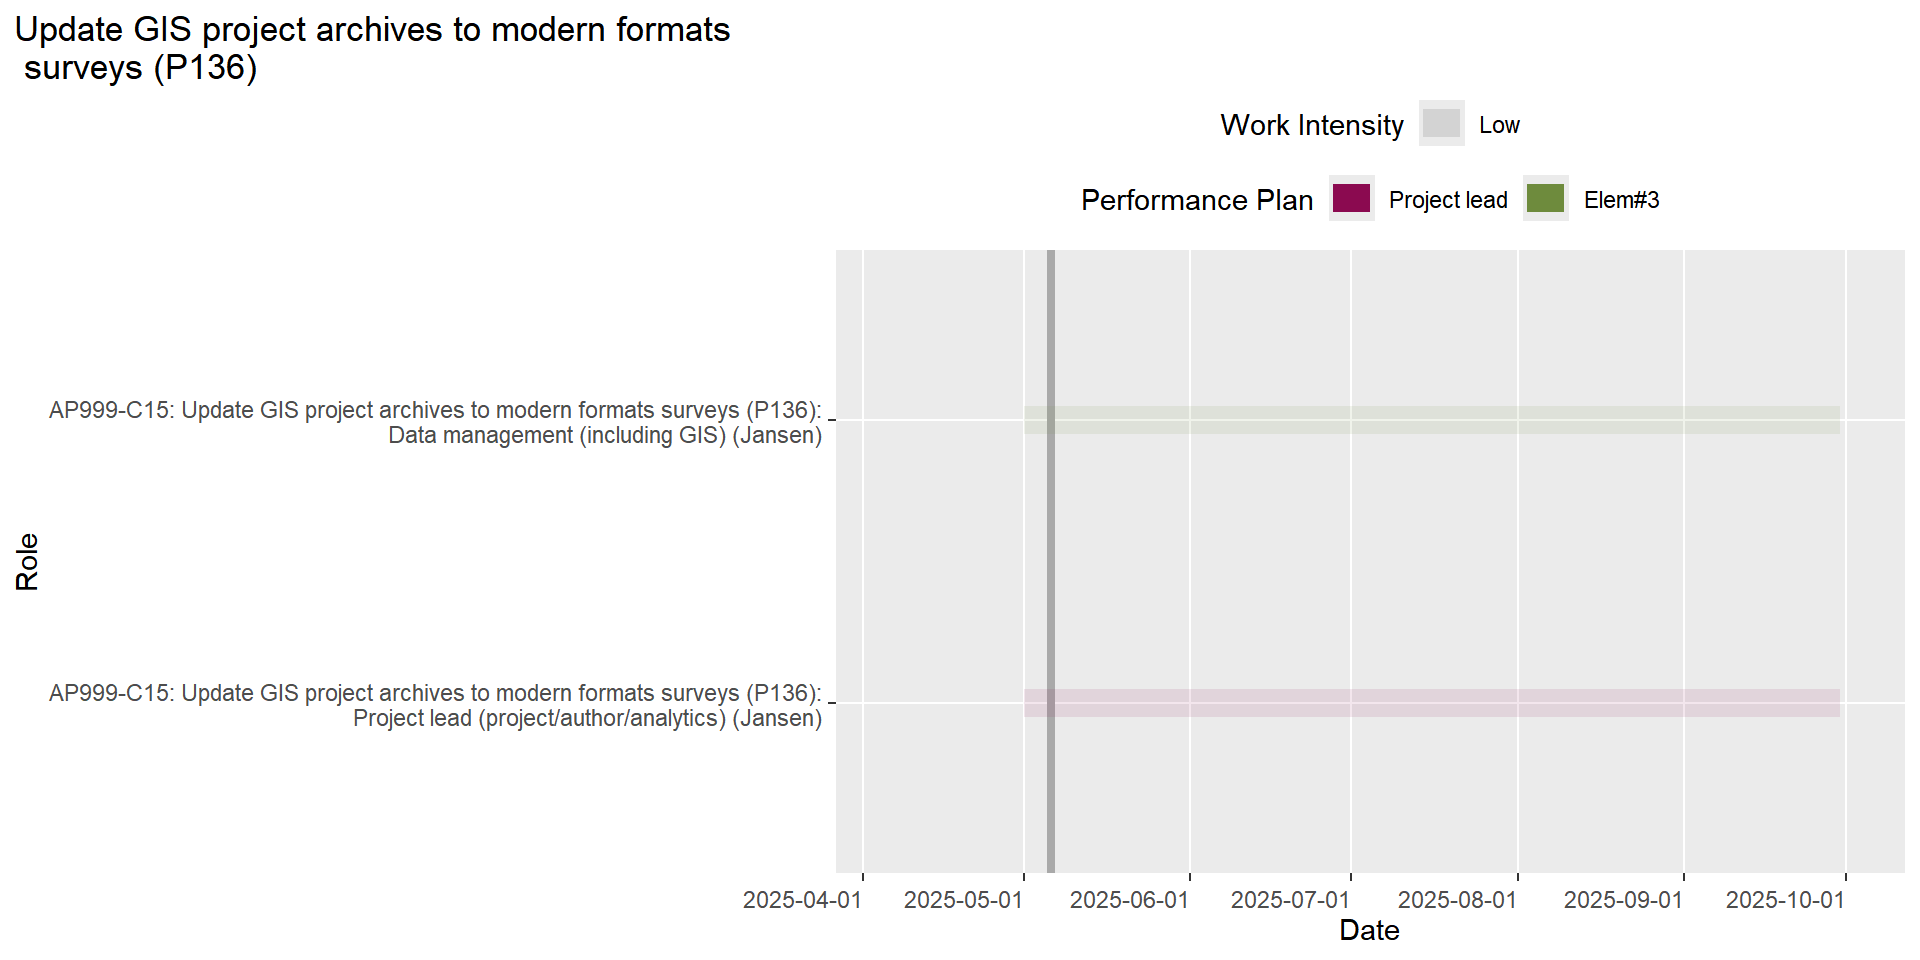 Update GIS project archives to modern formats
surveys (P136)
Work Intensity Low
Performance Plan Project lead Elem#3
AP999-C15: Update GIS project archives to modern formats surveys (P136):
Data management (including GIS) (Jansen)
Role
AP999-C15: Update GIS project archives to modern formats surveys (P136):
Project lead (project/author/analytics) (Jansen)
2025-04-01 2025-05-01 2025-06-01 2025-07-01 2025-08-01 2025-09-01 2025-10-01
Date